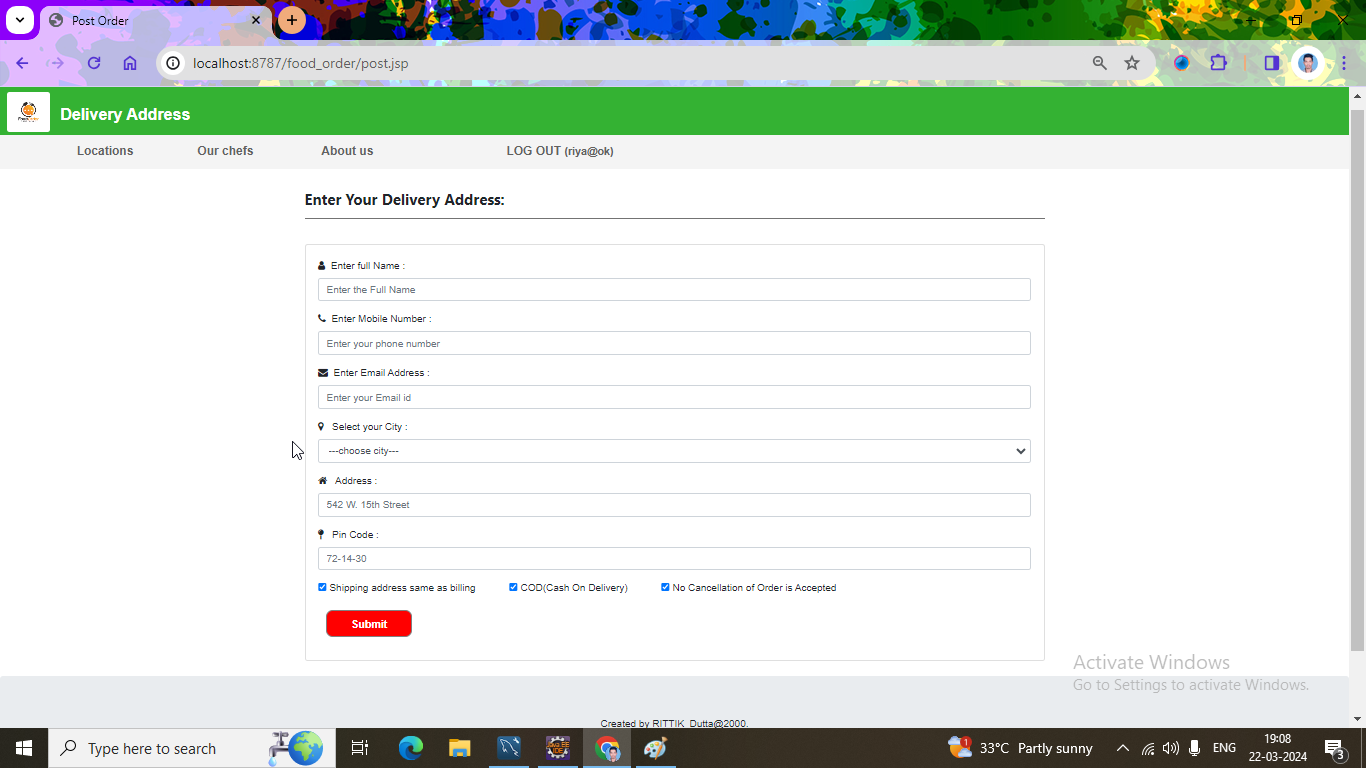 Post Order
localhost:8787/food_order/post.jsp
Delivery Address
Locations Our chefs About us LOG OUT (riya@ok)
Enter Your Delivery Address:
Enter full Name :
Enter the Full Name
Enter Mobile Number :
Enter your phone number
Enter Email Address :
Enter your Email id
Select your City :
---choose city---
Address :
542 W. 15th Street
Pin Code :
72-14-30
Shipping address same as billing COD(Cash On Delivery) No Cancellation of Order is Accepted
Submit
Activate Windows
Go to Settings to activate Windows.
Created by RITTIK_Dutta@2000.
Type here to search
1
33°C Partly sunny
ENG
19:08
22-03-2024
3